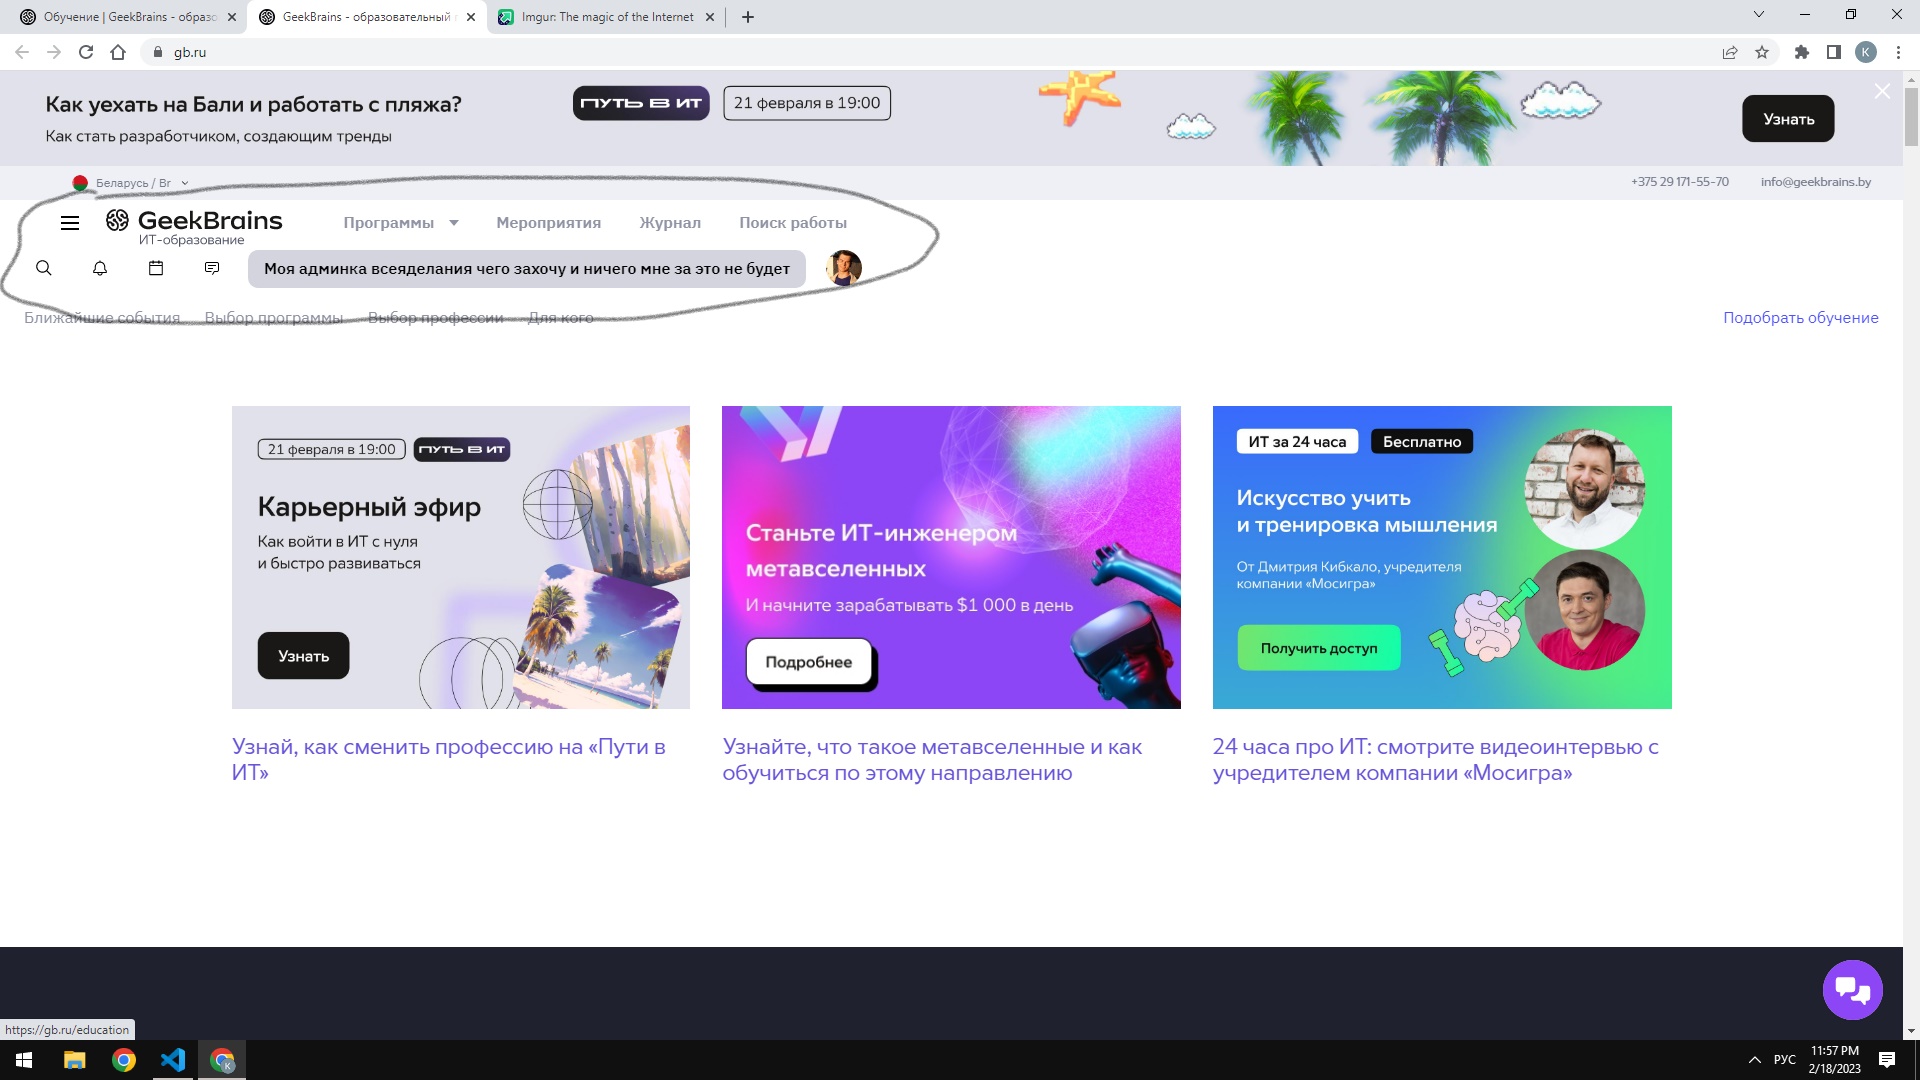 Обучение | GeekBrains - образо
GeekBrains - образовательный
Imgur: The magic of the Internet
gb.ru
K
Как уехать на Бали и работать с пляжа?
Как стать разработчиком, создающим тренды
ПУТЬ В ИТ
21 февраля в 19:00
Узнать
Беларусь / Br
+375 29 171-55-70
info@geekbrains.by
GeekBrains
ИТ-образование
Программы
Мероприятия
Журнал
Поиск работы
Моя админка всеяделания чего захочу и ничего мне за это не будет
Ближайшие события
Выбор программы
Выбор профессии
Для кого
Подобрать обучение
21 февраля в 19:00
ПУТЬ В ИТ
Карьерный эфир
Как войти в ИТ с нуля
и быстро развиваться
Узнать
Узнай, как сменить профессию на «Пути в
ИТ»
Станьте ИТ-инженером
метавселенных
И начните зарабатывать $1 000 в день
Подробнее
Узнайте, что такое метавселенные и как
обучиться по этому направлению
ИТ за 24 часа
Бесплатно
Искусство учить
и тренировка мышления
От Дмитрия Кибкало, учредителя
компании «Мосигра»
Получить доступ
24 часа про ИТ: смотрите видеоинтервью с
учредителем компании «Мосигра»
https://gb.ru/education
K
РУС
11:57 PM
2/18/2023